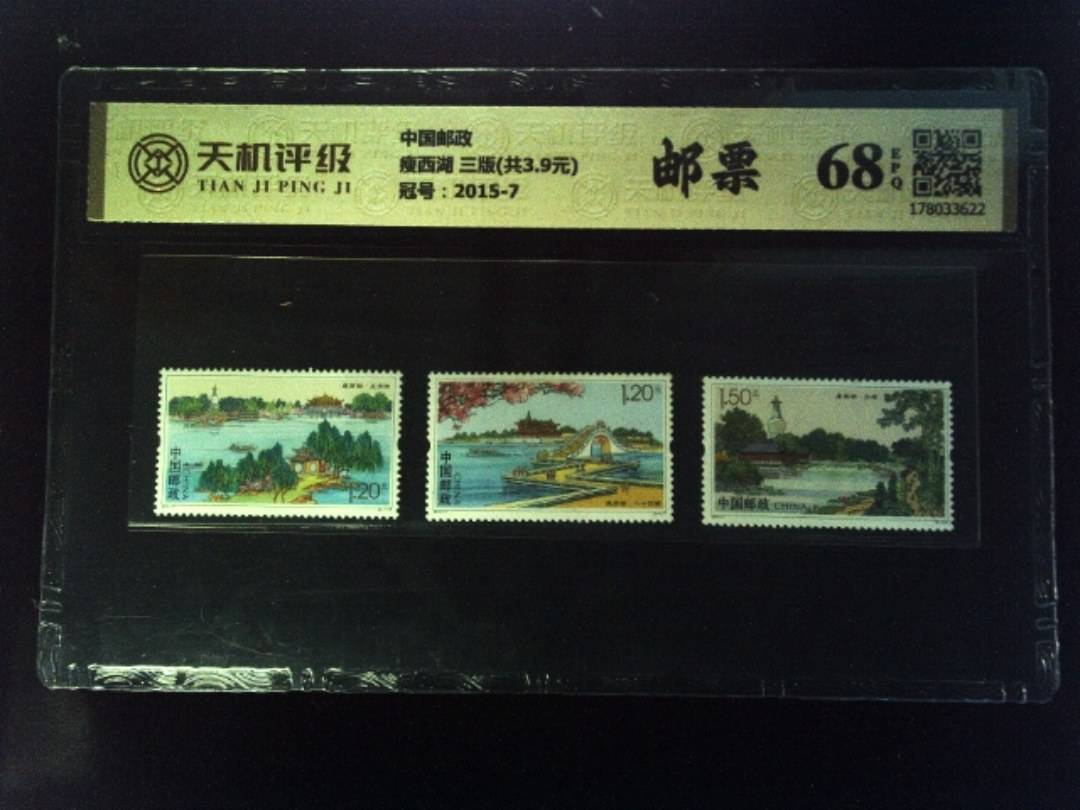 天机评级
TIAN JI PING JI
中国邮政
瘦西湖 三版(共3.9元)
冠号：2015-7
邮票
68
EPQ
178033622
中国邮政
1.20元
1.20元
中国邮政
1.50元
中国邮政 CHINA